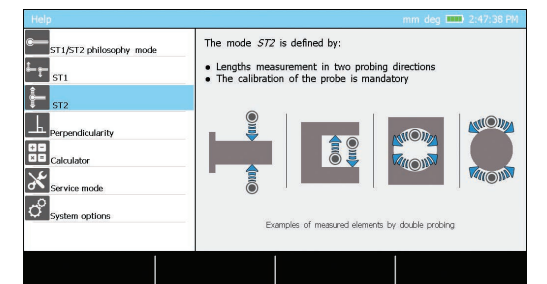 Help
mm deg 2:47:38 PM
ST1/ST2 philosophy mode
ST1
ST2
Perpendicularity
Calculator
Service mode
System options
The mode ST2 is defined by:
• Lengths measurement in two probing directions
• The calibration of the probe is mandatory
Examples of measured elements by double probing